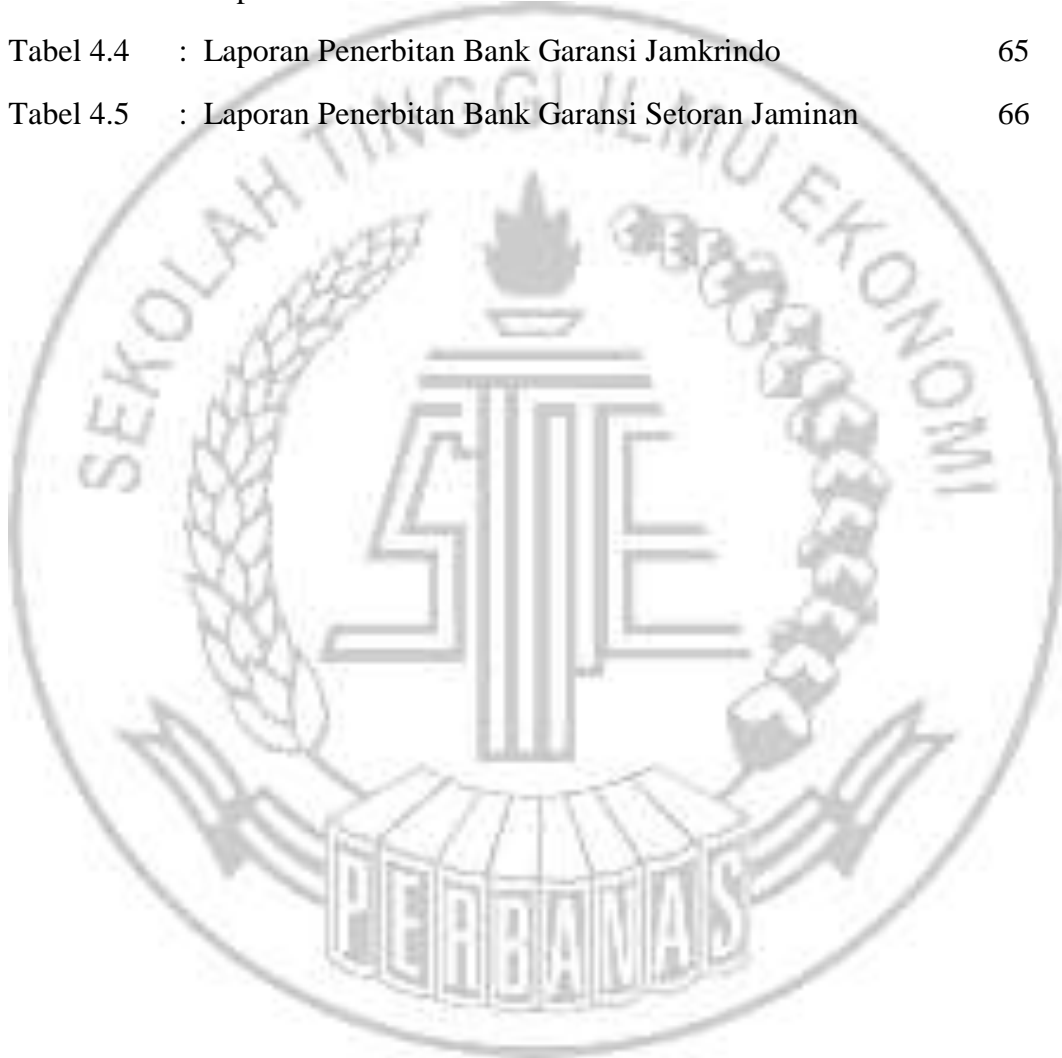 Tabel 4.4 : Laporan Penerbitan Bank Garansi Jamkrindo 65
Tabel 4.5 : Laporan Penerbitan Bank Garansi Setoran Jaminan 66
SEKOLAH TINGGI ILMU EKONOMI
STIE
PERBANAS